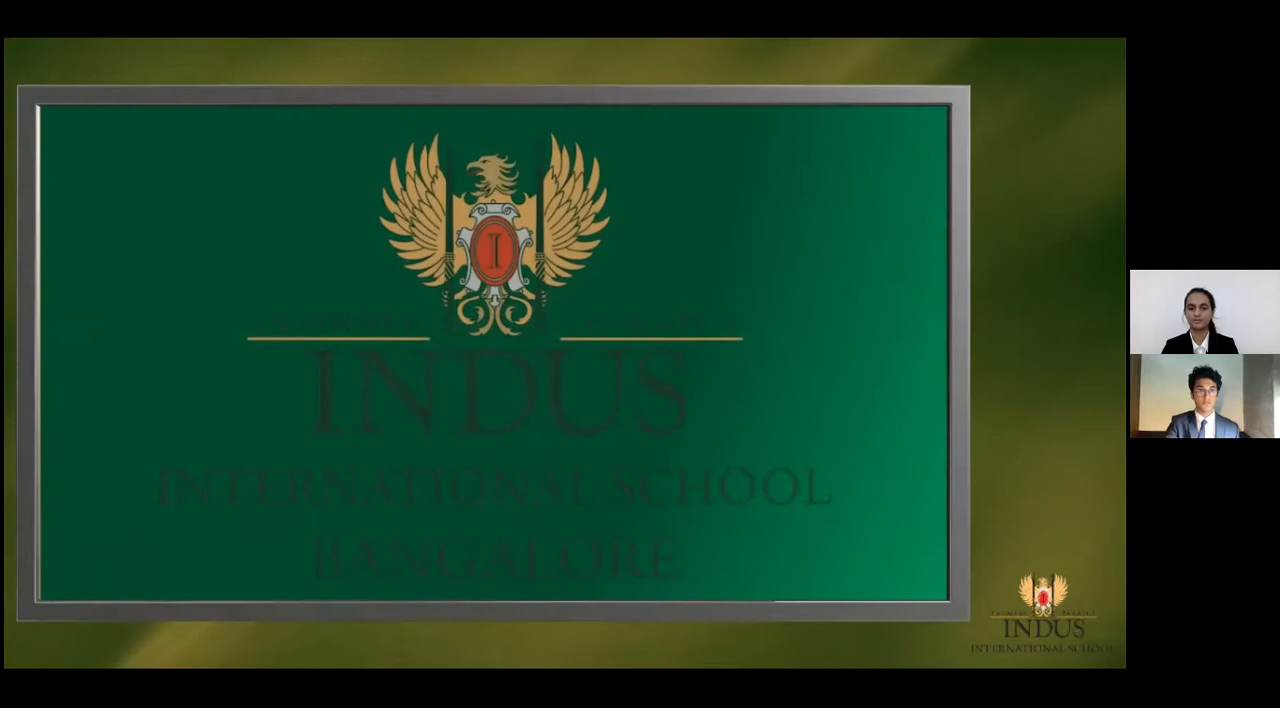 I
INDUS
INTERNATIONAL SCHOOL
BANGALORE
I
INDUS
INTERNATIONAL SCHOOL